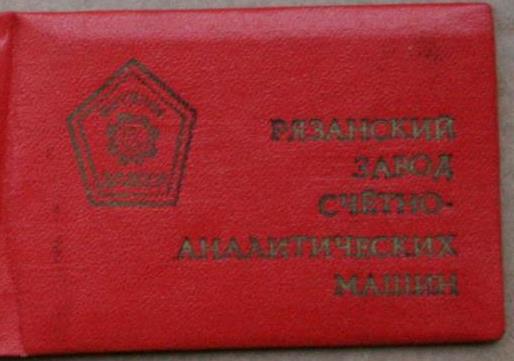 РЯЗАНСКИЙ
ЗАВОД
СЧЁТНО-
АНАЛИТИЧЕСКИХ
МАШИН